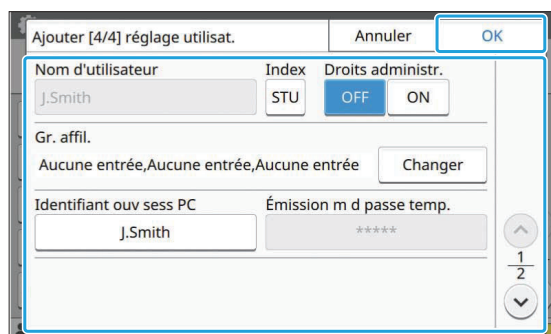 Ajouter [4/4] réglage utilisat. Annuler OK
Nom d'utilisateur Index Droits administr.
J.Smith STU OFF ON
Gr. affil.
Aucune entrée,Aucune entrée,Aucune entrée Changer
Identifiant ouv sess PC Émission m d passe temp.
J.Smith *****
1
2